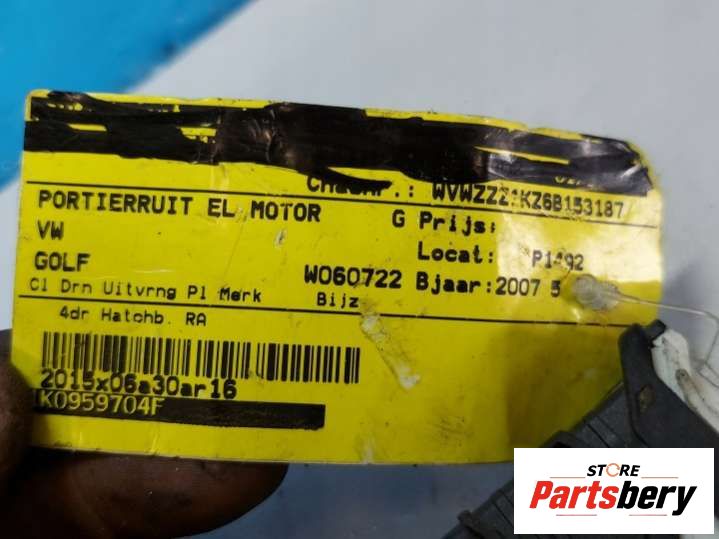 Chasnr.: WVWZZZ1KZ6B153187
PORTIERRUIT EL MOTOR G Prijs:
VW Locat: P1492
GOLF W060722 Bjaar:2007 5
Cl Drn Uitvrng Pl Merk Bijz
4dr Hatchb. RA
2015x06a30ar16
K0959704F
STORE
Partsbery